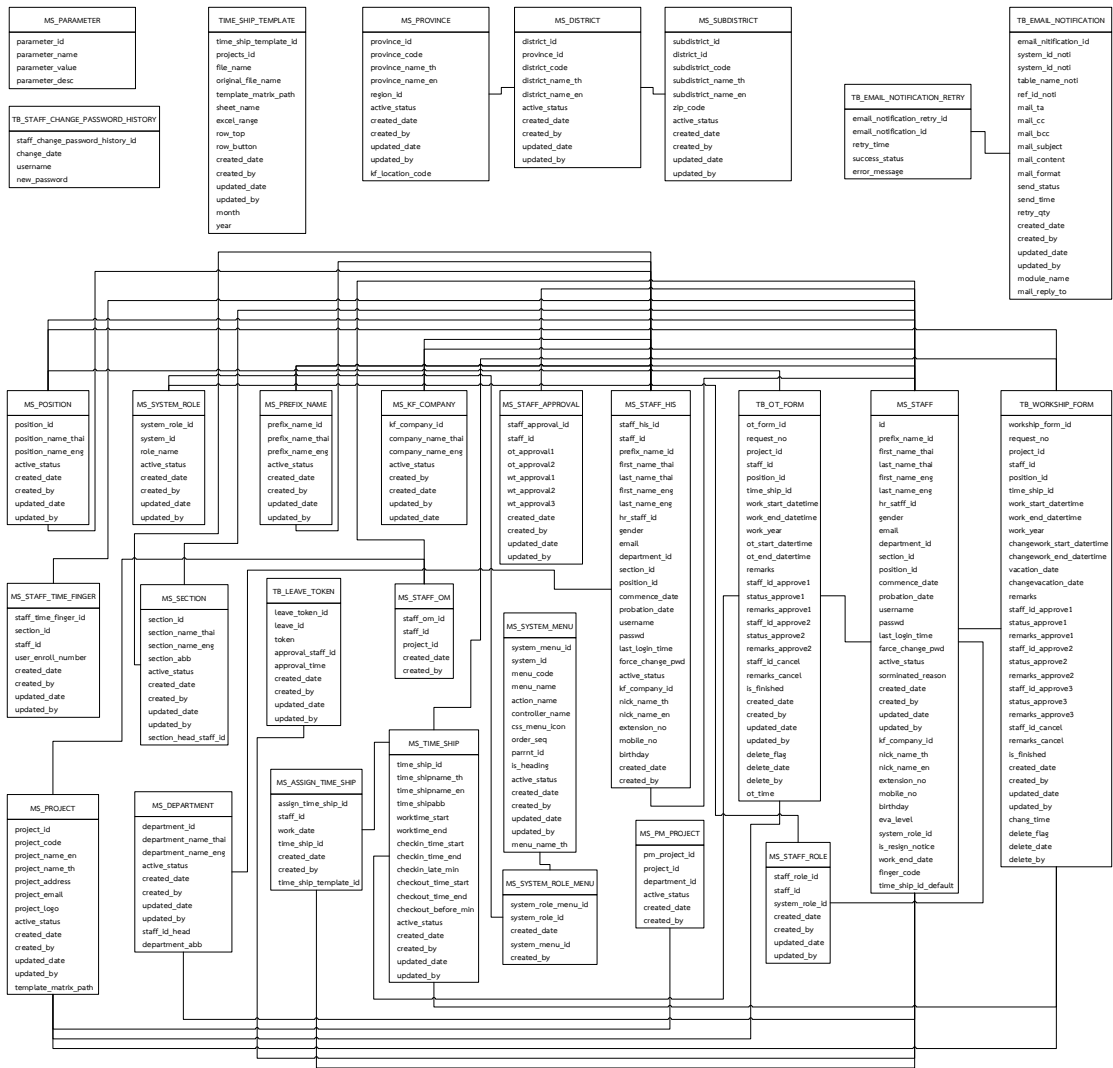 MS_PARAMETER
parameter_id
parameter_name
parameter_value
parameter_desc
TB_STAFF_CHANGE_PASSWORD_HISTORY
staff_change_password_history_id
change_date
username
new_password
TIME_SHIP_TEMPLATE
time_ship_template_id
projects_id
file_name
original_file_name
template_matrix_path
sheet_name
excel_range
row_top
row_button
created_date
created_by
updated_date
updated_by
month
year
MS_PROVINCE
province_id
province_code
province_name_th
province_name_en
region_id
active_status
created_date
created_by
updated_date
updated_by
kf_location_code
MS_DISTRICT
district_id
province_id
district_code
district_name_th
district_name_en
active_status
created_date
created_by
updated_date
updated_by
MS_SUBDISTRICT
subdistrict_id
district_id
subdistrict_code
subdistrict_name_th
subdistrict_name_en
zip_code
active_status
created_date
created_by
updated_date
updated_by
TB_EMAIL_NOTIFICATION_RETRY
email_notification_retry_id
email_notification_id
retry_time
success_status
error_message
TB_EMAIL_NOTIFICATION
email_nitification_id
system_id_noti
system_id_noti
table_name_noti
ref_id_noti
mail_ta
mail_cc
mail_bcc
mail_subject
mail_content
mail_format
send_status
send_time
retry_qty
created_date
created_by
updated_date
updated_by
module_name
mail_reply_to
MS_POSITION
position_id
position_name_thai
position_name_eng
active_status
created_date
created_by
updated_date
updated_by
MS_SYSTEM_ROLE
system_role_id
system_id
role_name
active_status
created_date
created_by
updated_date
updated_by
MS_PREFIX_NAME
prefix_name_id
prefix_name_thai
prefix_name_eng
active_status
created_date
created_by
updated_date
updated_by
MS_KF_COMPANY
kf_company_id
company_name_thai
company_name_eng
active_status
created_date
created_by
created_date
updated_date
MS_STAFF_APPROVAL
staff_approval_id
staff_id
ot_approval1
ot_approval2
wt_approval1
wt_approval2
wt_approval3
created_date
created_by
updated_date
updated_by
MS_STAFF_HIS
staff_his_id
staff_id
prefix_name_id
first_name_thai
last_name_thai
first_name_eng
last_name_eng
hr_staff_id
gender
email
department_id
section_id
position_id
commence_date
probation_date
username
passwd
last_login_time
force_change_pwd
active_status
kf_company_id
nick_name_th
nick_name_en
extension_no
mobile_no
birthday
created_date
created_by
TB_OT_FORM
ot_form_id
request_no
project_id
staff_id
position_id
time_ship_id
work_start_datetime
work_end_datetime
work_year
ot_start_datertime
ot_end_datertime
remarks
staff_id_approve1
status_approve1
remarks_approve1
staff_id_approve2
status_approve2
remarks_approve2
staff_id_cancel
remarks_cancel
is_finished
created_date
created_by
updated_date
updated_by
delete_flag
delete_date
delete_by
ot_time
MS_STAFF
id
prefix_name_id
first_name_thai
last_name_thai
first_name_eng
last_name_eng
hr_satff_id
gender
email
department_id
section_id
position_id
commence_date
probation_date
username
passwd
last_login_time
farce_change_pwd
active_status
sorminated_reason
created_date
created_by
updated_date
updated_by
kf_company_id
nick_name_th
nick_name_en
extension_no
mobile_no
birthday
eva_level
system_role_id
is_resign_notice
work_end_date
finger_code
time_ship_id_default
TB_WORKSHIP_FORM
workship_form_id
request_no
project_id
staff_id
position_id
time_ship_id
work_start_datertime
work_end_datertime
work_year
changework_start_datertime
changework_end_datertime
vacation_date
changevacation_date
remarks
staff_id_approve1
status_approve1
remarks_approve1
staff_id_approve2
status_approve2
remarks_approve2
staff_id_approve3
status_approve3
remarks_approve3
staff_id_cancel
remarks_cancel
is_finished
created_date
created_by
updated_date
updated_by
chang_time
delete_flag
delete_date
delete_by
MS_STAFF_TIME_FINGER
staff_time_finger_id
section_id
staff_id
user_enroll_number
created_date
created_by
updated_date
updated_by
MS_SECTION
section_id
section_name_thai
section_name_eng
section_abb
active_status
created_date
created_by
updated_date
updated_by
section_head_staff_id
TB_LEAVE_TOKEN
leave_token_id
leave_id
token
approval_staff_id
approval_time
created_date
created_by
updated_date
updated_by
MS_STAFF_OM
staff_om_id
staff_id
project_id
created_date
created_by
MS_SYSTEM_MENU
system_menu_id
system_id
menu_code
menu_name
action_name
controller_name
css_menu_icon
order_seq
parrnt_id
is_heading
active_status
created_date
created_by
updated_date
updated_by
menu_name_th
MS_TIME_SHIP
time_ship_id
time_shipname_th
time_shipname_en
time_shipabb
worktime_start
worktime_end
checkin_time_start
checkin_time_end
checkin_late_min
checkout_time_start
checkout_time_end
checkout_before_min
active_status
created_date
created_by
updated_date
updated_by
MS_ASSIGN_TIME_SHIP
assign_time_ship_id
staff_id
work_date
time_ship_id
created_date
created_by
time_ship_template_id
MS_PROJECT
project_id
project_code
project_name_en
project_name_th
project_address
project_email
project_logo
active_status
created_date
created_by
updated_date
updated_by
template_matrix_path
MS_DEPARTMENT
department_id
department_name_thai
department_name_eng
active_status
created_date
created_by
updated_date
updated_by
staff_id_head
department_abb
MS_SYSTEM_ROLE_MENU
system_role_menu_id
system_role_id
created_date
system_menu_id
created_by
MS_PM_PROJECT
pm_project_id
project_id
department_id
active_status
created_date
created_by
MS_STAFF_ROLE
staff_role_id
staff_id
system_role_id
created_date
created_by
updated_date
updated_by